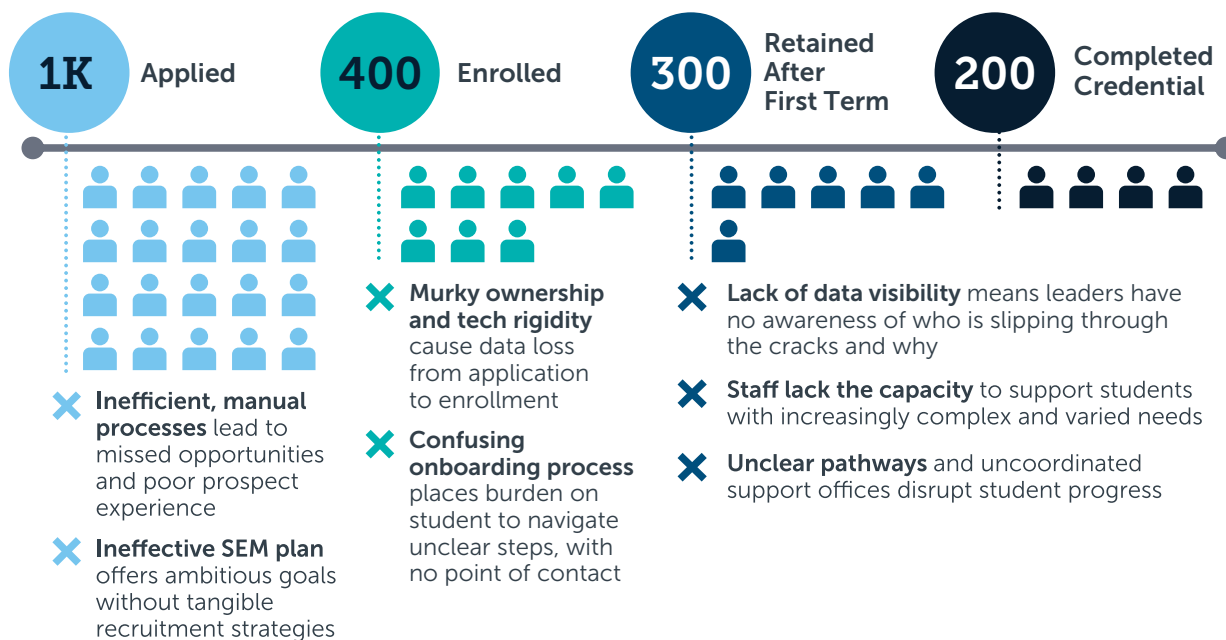 1K
Applied
400
Enrolled
300
Retained
After
First Term
200
Completed
Credential
Inefficient, manual
processes lead to
missed opportunities
and poor prospect
experience
Ineffective SEM plan
offers ambitious goals
without tangible
recruitment strategies
Murky ownership
and tech rigidity
cause data loss
from application
to enrollment
Confusing
onboarding process
places burden on
student to navigate
unclear steps, with
no point of contact
Lack of data visibility means leaders have
no awareness of who is slipping through
the cracks and why
Staff lack the capacity to support students
with increasingly complex and varied needs
Unclear pathways and uncoordinated
support offices disrupt student progress